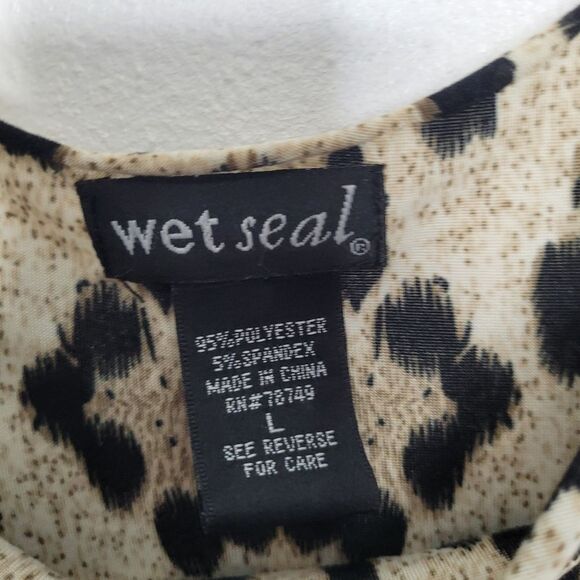 wet seal®
95%POLYESTER
5%SPANDEX
MADE IN CHINA
RN#78749
L
SEE REVERSE
FOR CARE